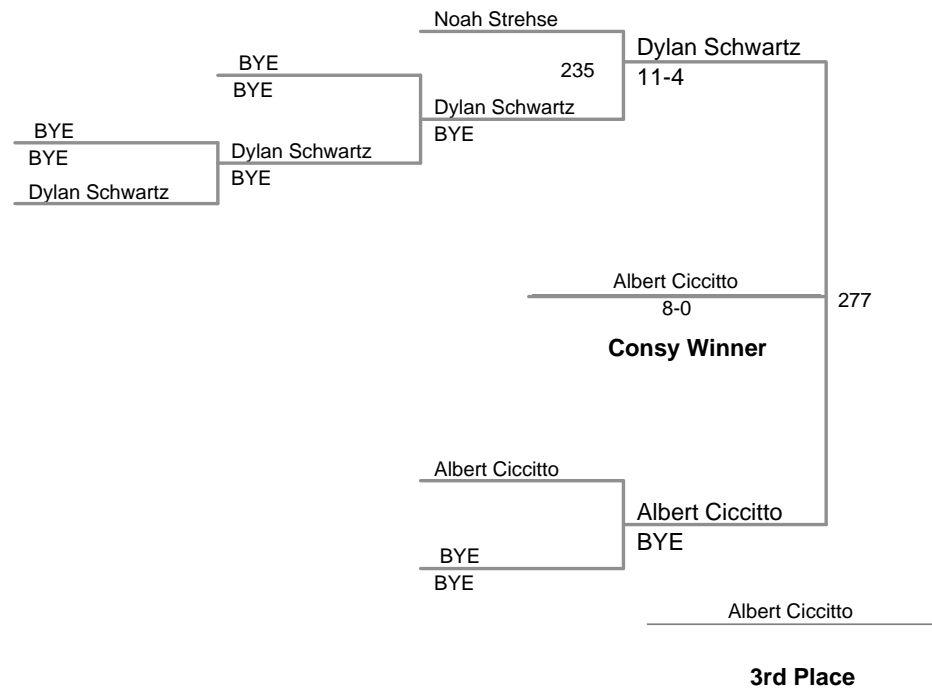 Noah Strehse
235
Dylan Schwartz
11-4
BYE
BYE
Dylan Schwartz
BYE
BYE
BYE
Dylan Schwartz
BYE
Dylan Schwartz
Albert Ciccitto
8-0
277
Consy Winner
Albert Ciccitto
Albert Ciccitto
BYE
BYE
BYE
Albert Ciccitto
3rd Place